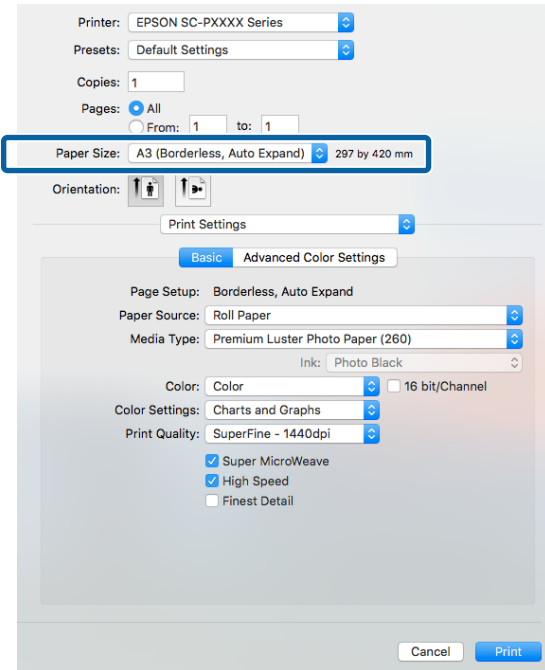 Printer: EPSON SC-PXXXX Series
Presets: Default Settings
Copies: 1
Pages: All
From: 1 to: 1
Paper Size: A3 (Borderless, Auto Expand) 297 by 420 mm
Orientation:
Print Settings
Basic Advanced Color Settings
Page Setup: Borderless, Auto Expand
Paper Source: Roll Paper
Media Type: Premium Luster Photo Paper (260)
Ink: Photo Black
Color: Color 16 bit/Channel
Color Settings: Charts and Graphs
Print Quality: SuperFine - 1440dpi
Super MicroWeave
High Speed
Finest Detail
Cancel Print